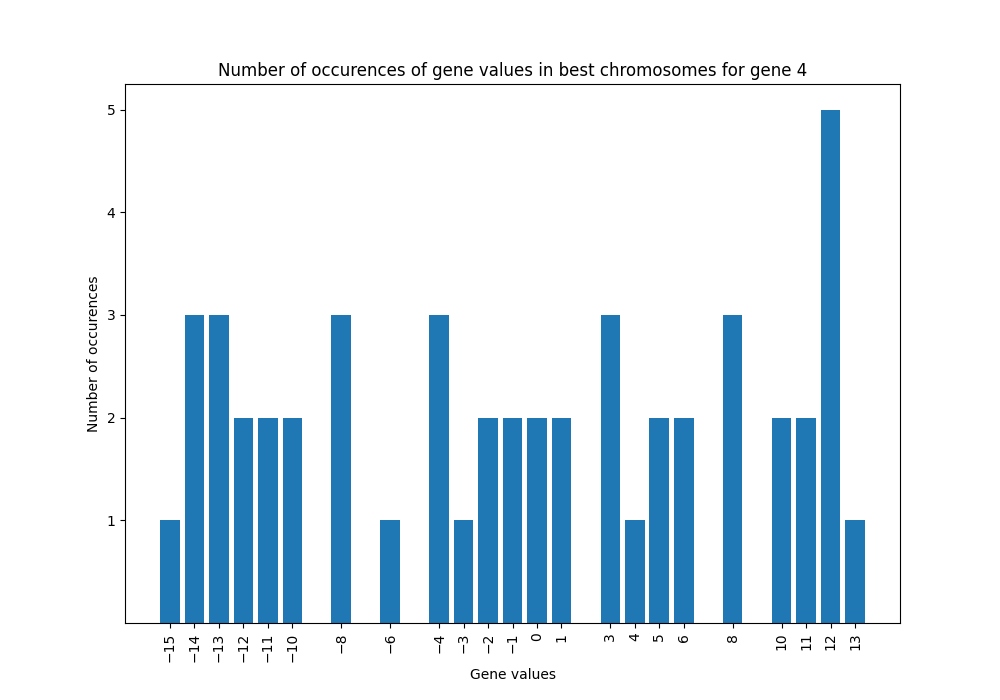 Number of occurences of gene values in best chromosomes for gene 4
5
4
3
2
1
Number of occurences
−15 −14 −13 −12 −11 −10 −8 −6 −4 −3 −2 −1 0 1 3 4 5 6 8 10 11 12 13
Gene values